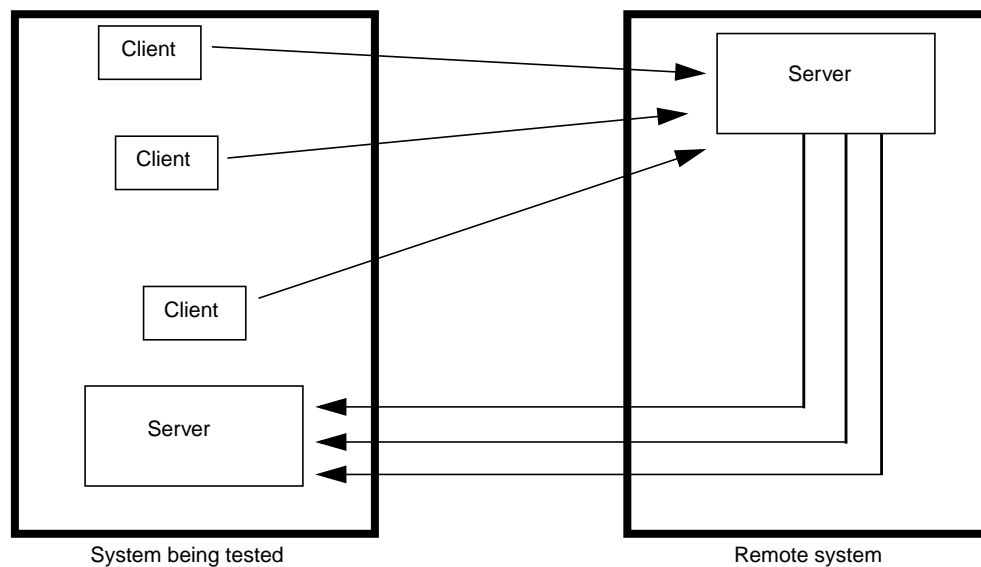 Client
Server
Client
Client
Server
System being tested
Remote system